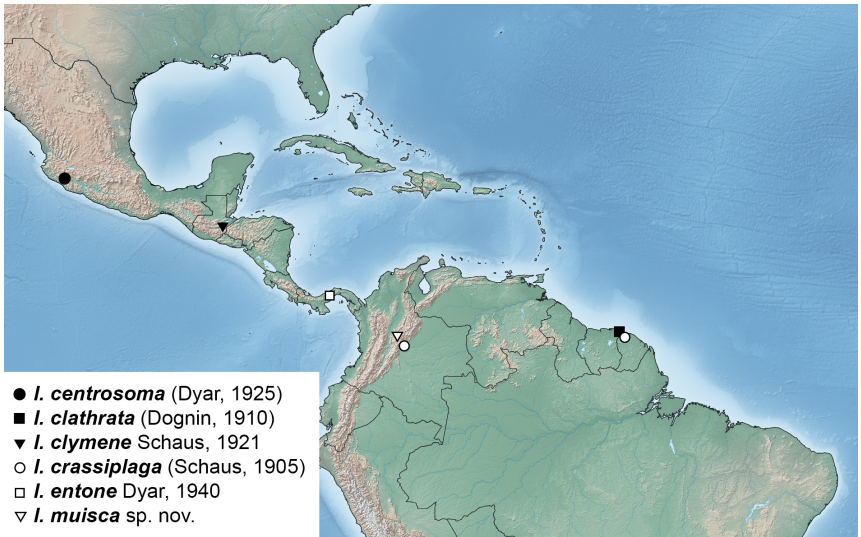 I. centrosoma (Dyar, 1925)
I. clathrata (Dognin, 1910)
I. clymene Schaus, 1921
I. crassiplaga (Schaus, 1905)
I. entone Dyar, 1940
I. muisca sp. nov.